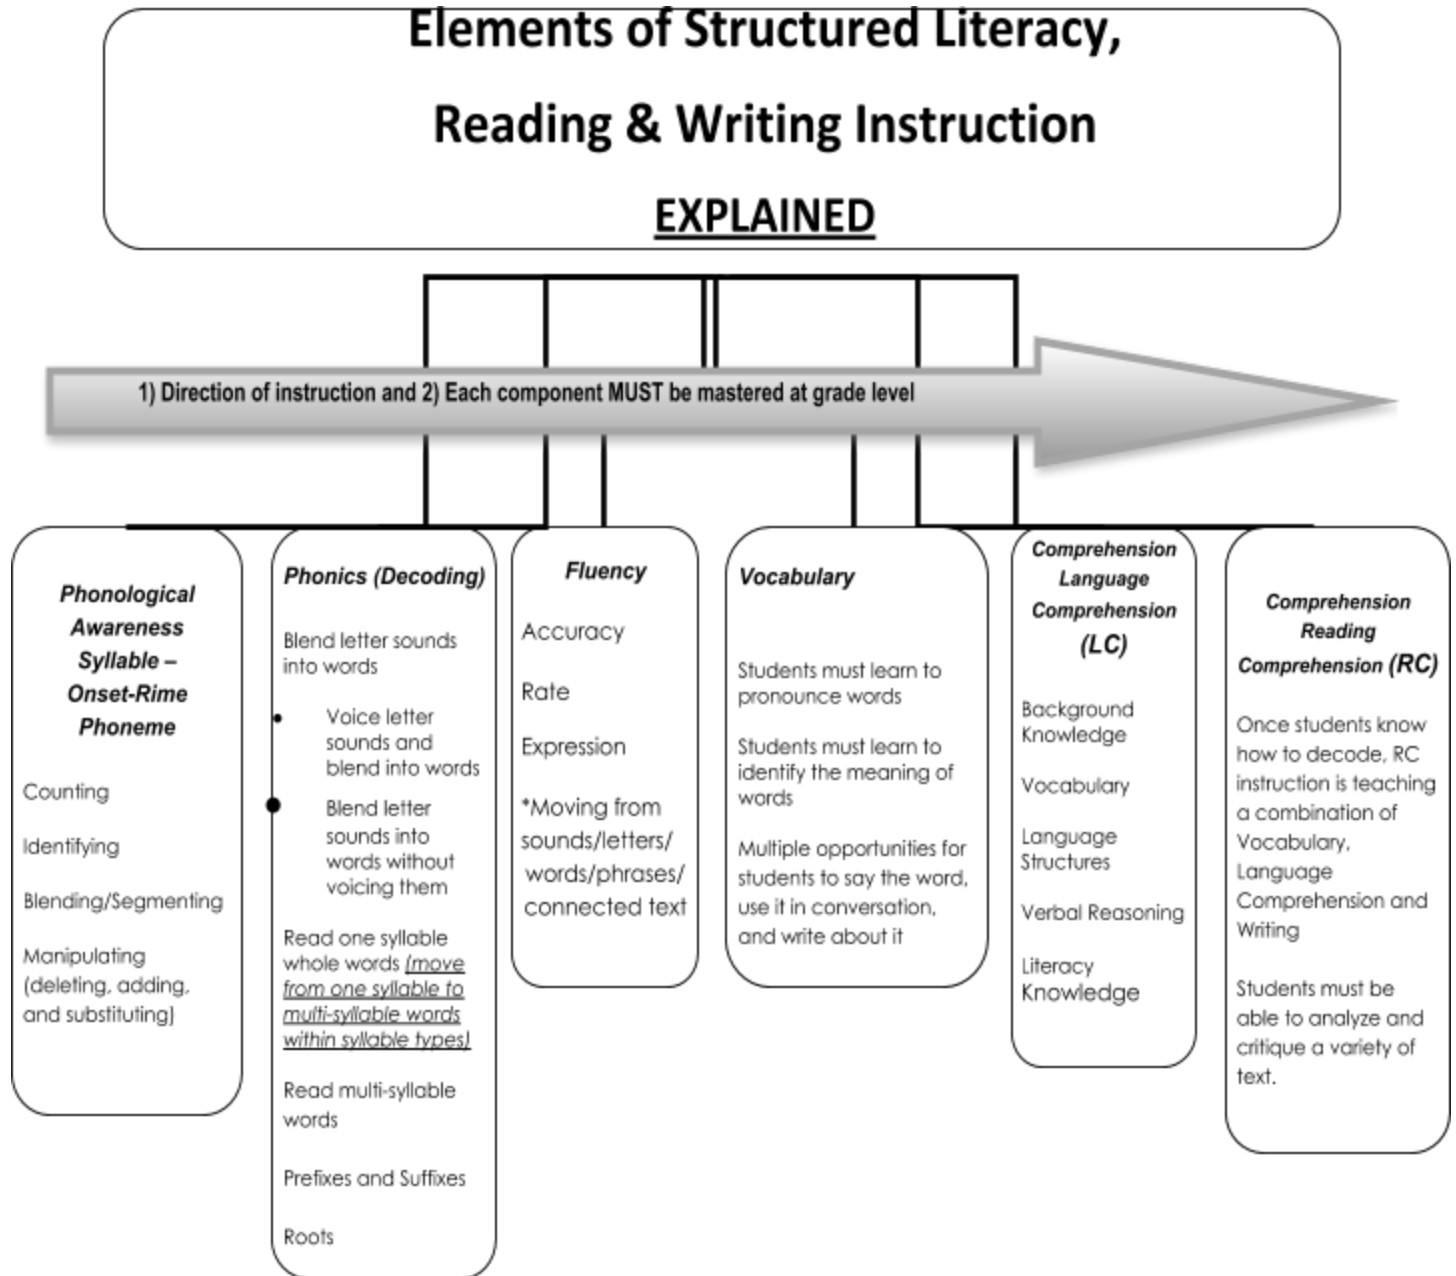 Elements of Structured Literacy,
Reading & Writing Instruction
EXPLAINED
1) Direction of instruction and 2) Each component MUST be mastered at grade level
Phonological
Awareness
Syllable –
Onset-Rime
Phoneme
Counting
Identifying
Blending/Segmenting
Manipulating
(deleting, adding,
and substituting)
Phonics (Decoding)
Blend letter sounds
into words
• Voice letter
sounds and
blend into words
• Blend letter
sounds into
words without
voicing them
Read one syllable
whole words (move
from one syllable to
multi-syllable words
within syllable types)
Read multi-syllable
words
Prefixes and Suffixes
Roots
Fluency
Accuracy
Rate
Expression
*Moving from
sounds/letters/
words/phrases/
connected text
Vocabulary
Students must learn to
pronounce words
Students must learn to
identify the meaning of
words
Multiple opportunities for
students to say the word,
use it in conversation,
and write about it
Comprehension
Language
Comprehension
(LC)
Background
Knowledge
Vocabulary
Language
Structures
Verbal Reasoning
Literacy
Knowledge
Comprehension
Reading
Comprehension (RC)
Once students know
how to decode, RC
instruction is teaching
a combination of
Vocabulary,
Language
Comprehension and
Writing
Students must be
able to analyze and
critique a variety of
text.